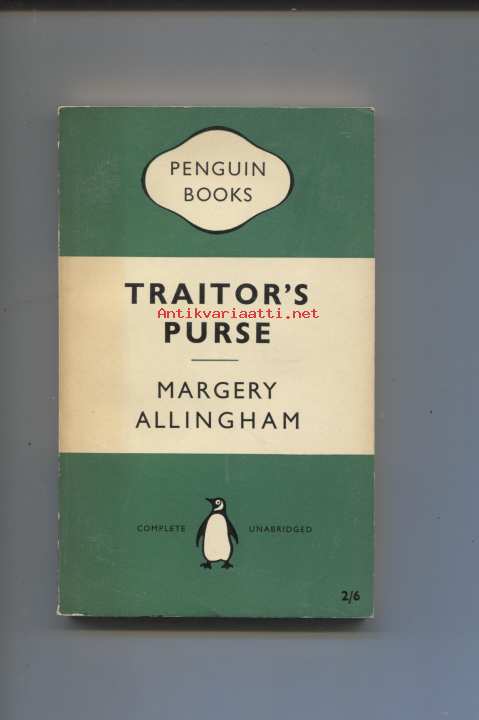 PENGUIN
BOOKS
TRAITOR'S
Antikvariaatti.net
PURSE
MARGERY
ALLINGHAM
COMPLETE UNABRIDGED
2/6